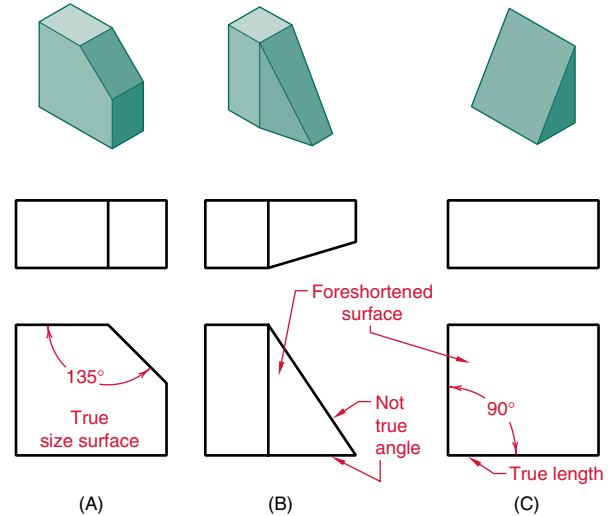 Foreshortened
surface
135°
90°
True
size surface
Not
true
angle
True length
(A)
(B)
(C)